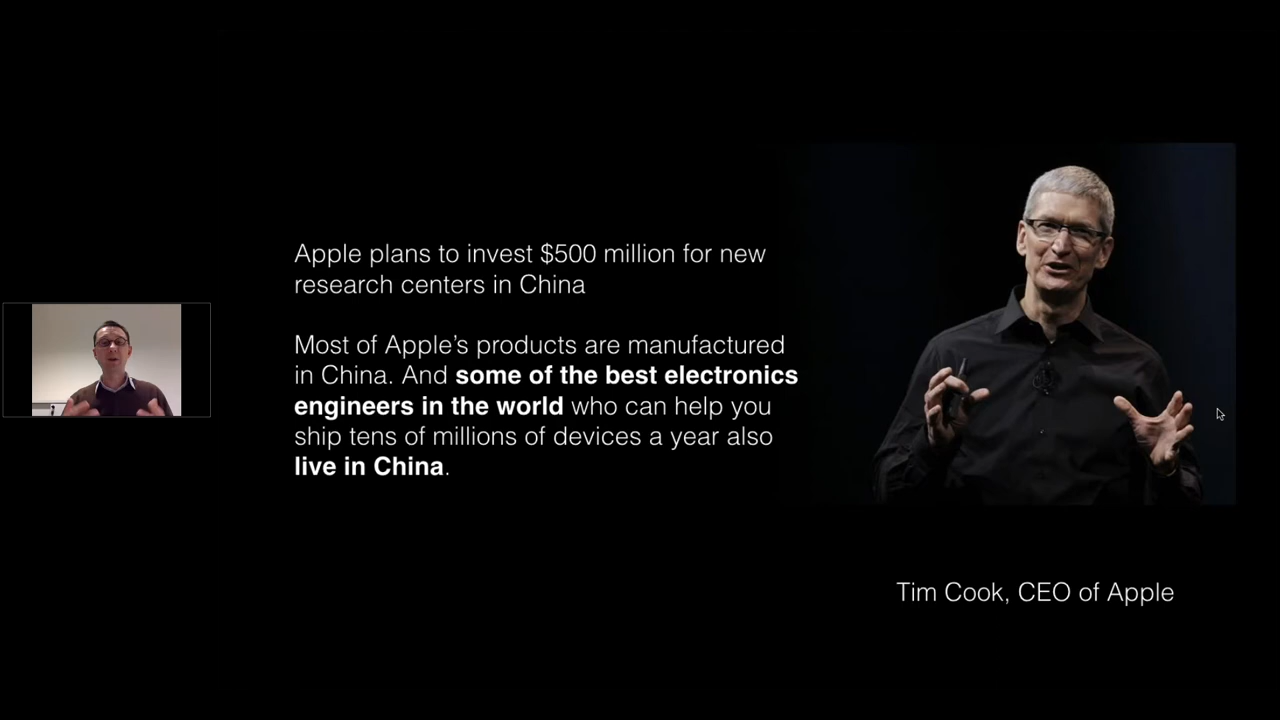 Apple plans to invest $500 million for new
research centers in China
Most of Apple’s products are manufactured
in China. And some of the best electronics
engineers in the world who can help you
ship tens of millions of devices a year also
live in China.
Tim Cook, CEO of Apple